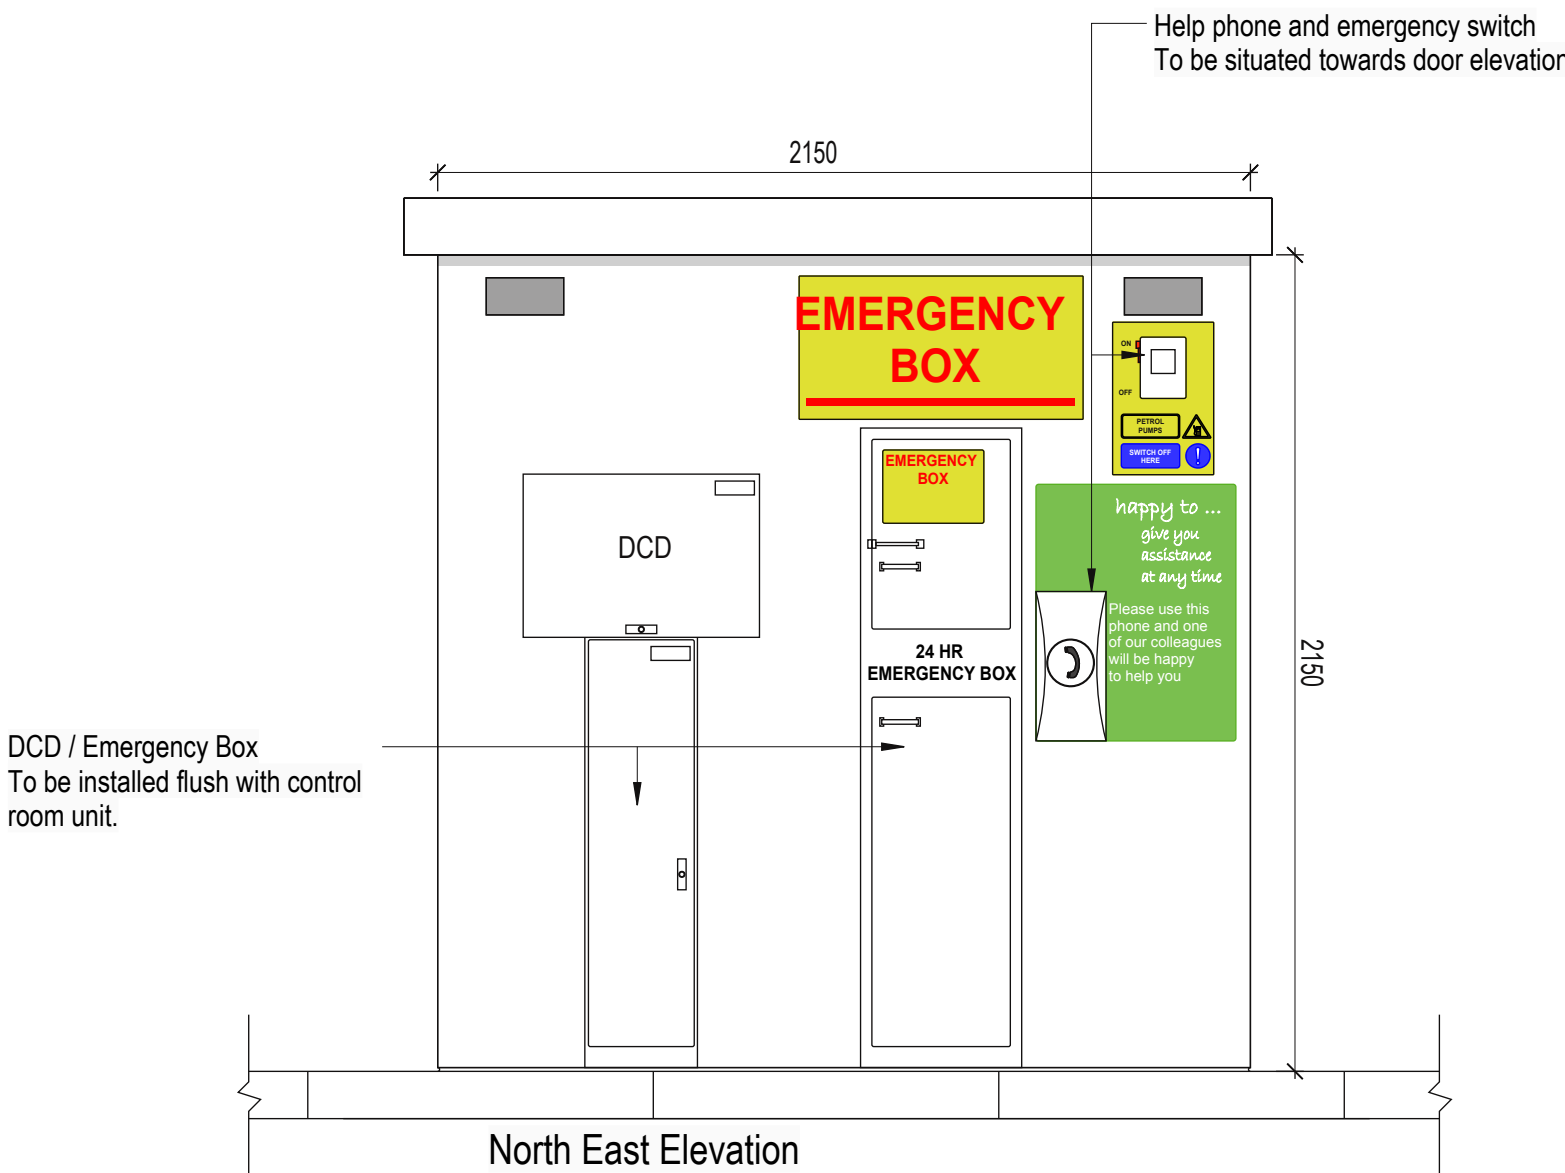 Help phone and emergency switch
To be situated towards door elevation
2150
EMERGENCY
BOX
ON
OFF
PETROL
PUMPS
SWITCH OFF
HERE
!
EMERGENCY
BOX
DCD
happy to ...
give you
assistance
at any time
Please use this
phone and one
of our colleagues
will be happy
to help you
24 HR
EMERGENCY BOX
2150
DCD / Emergency Box
To be installed flush with control
room unit.
North East Elevation